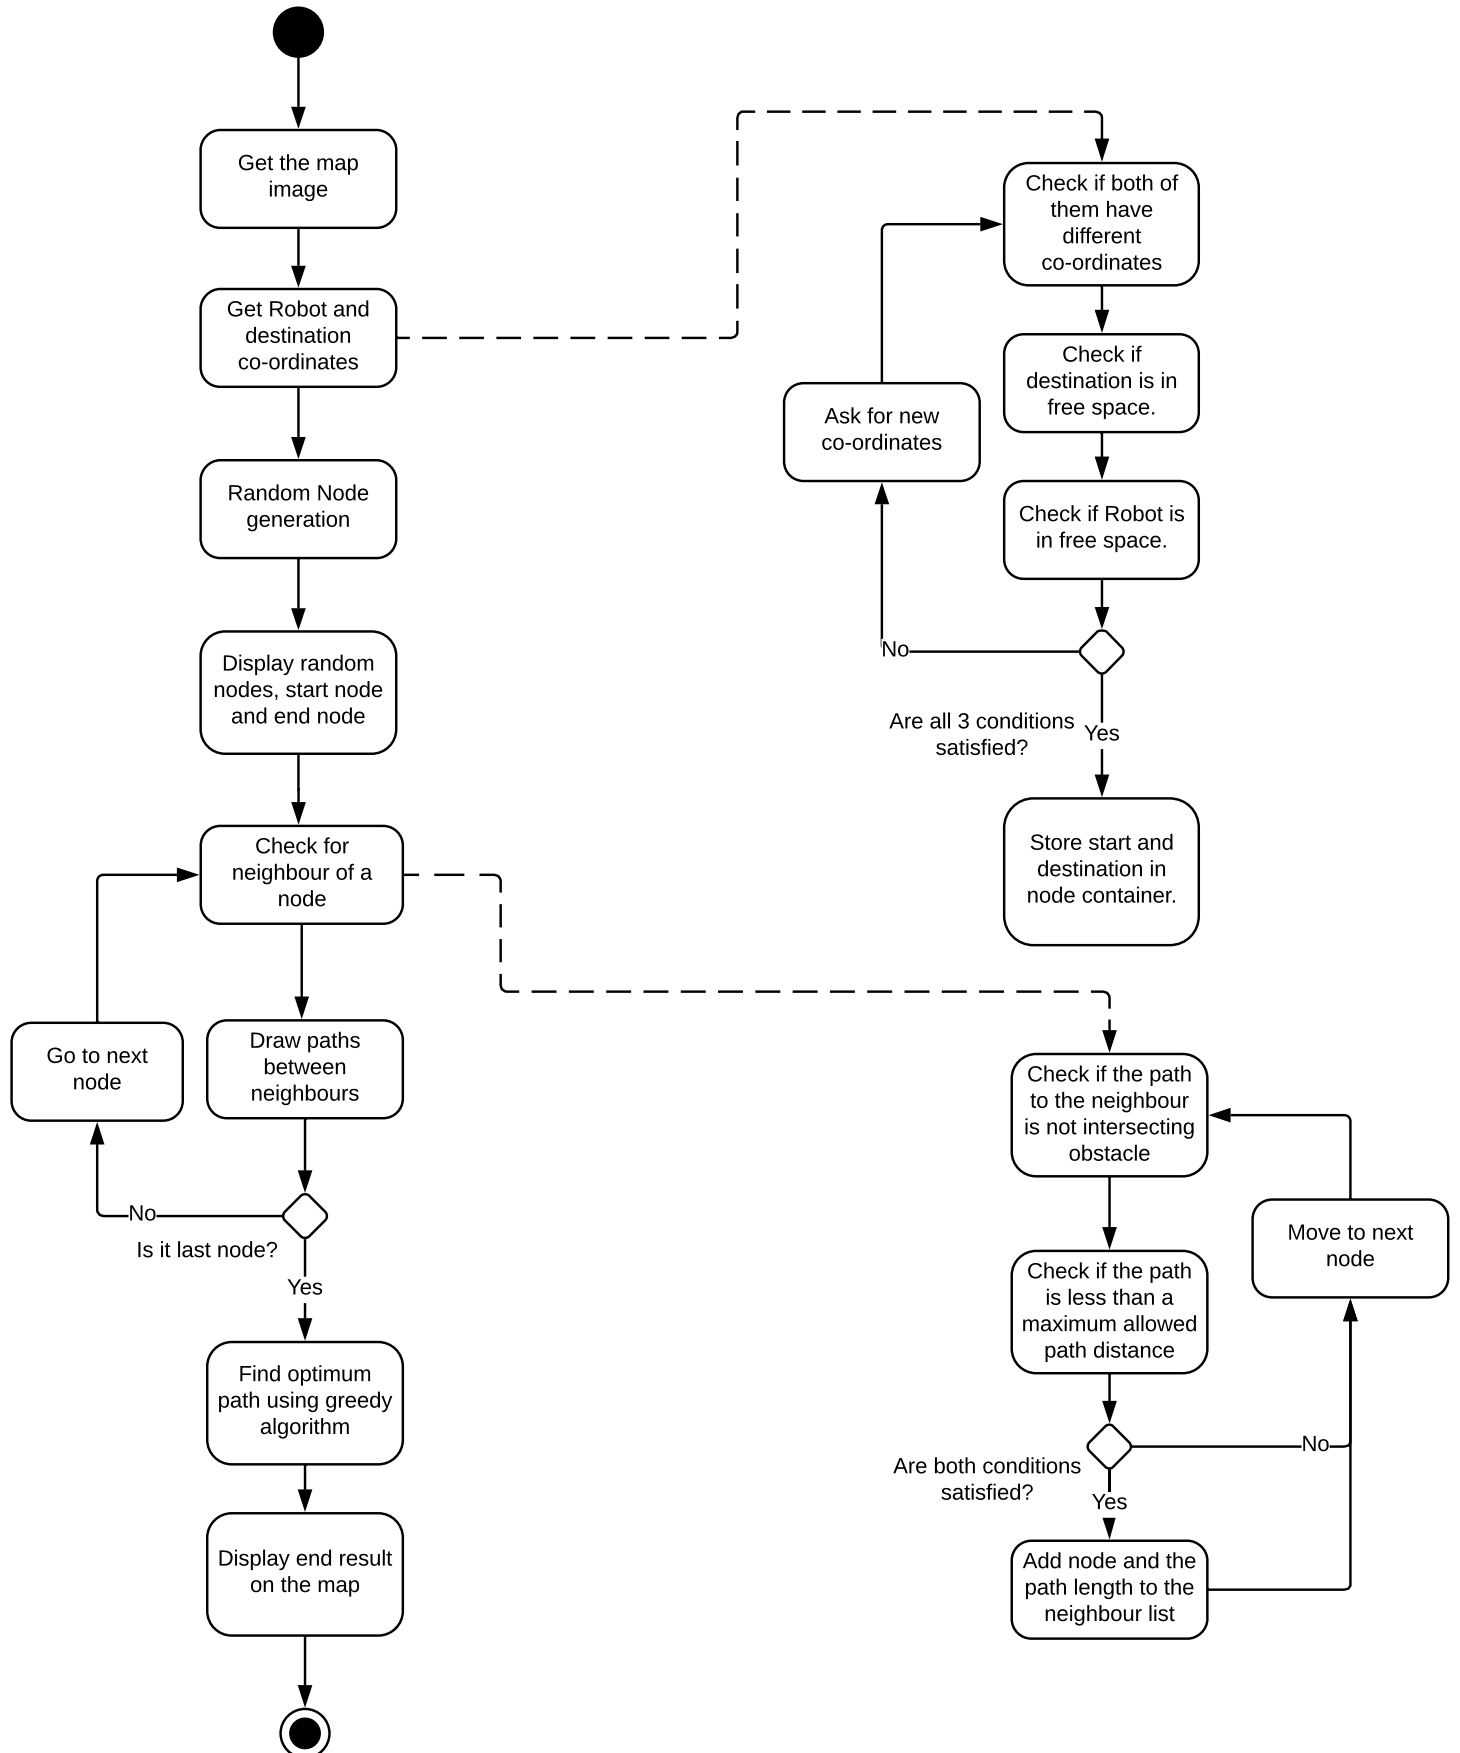 Get the map
image
Get Robot and
destination
co-ordinates
Random Node
generation
Display random
nodes, start node
and end node
Check for
neighbour of a
node
Go to next
node
Draw paths
between
neighbours
No
Is it last node?
Yes
Find optimum
path using greedy
algorithm
Display end result
on the map
Check if both of
them have
different
co-ordinates
Check if
destination is in
free space.
Ask for new
co-ordinates
Check if Robot is
in free space.
No
Are all 3 conditions
satisfied?
Yes
Store start and
destination in
node container.
Check if the path
to the neighbour
is not intersecting
obstacle
Move to next
node
Check if the path
is less than a
maximum allowed
path distance
No
Are both conditions
satisfied?
Yes
Add node and the
path length to the
neighbour list